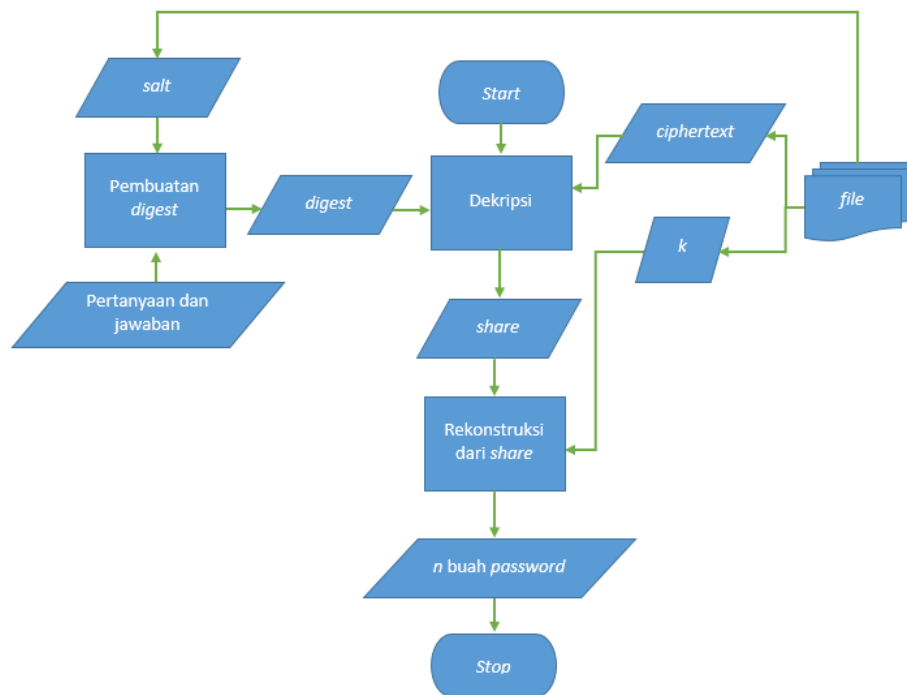 salt
Start
ciphertext
Pembuatan
digest
digest
Dekripsi
file
k
Pertanyaan dan
jawaban
share
Rekonstruksi
dari share
n buah password
Stop